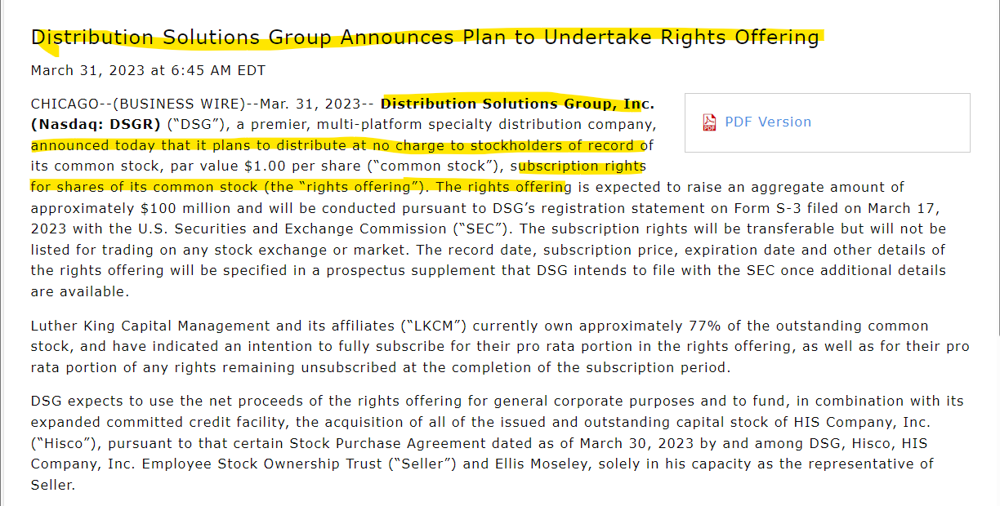 Distribution Solutions Group Announces Plan to Undertake Rights Offering
March 31, 2023 at 6:45 AM EDT
CHICAGO--(BUSINESS WIRE)--Mar. 31, 2023-- Distribution Solutions Group, Inc.
(Nasdaq: DSGR) (“DSG”), a premier, multi-platform specialty distribution company,
announced today that it plans to distribute at no charge to stockholders of record of
its common stock, par value $1.00 per share (“common stock”), subscription rights
for shares of its common stock (the “rights offering”). The rights offering is expected to raise an aggregate amount of
approximately $100 million and will be conducted pursuant to DSG’s registration statement on Form S-3 filed on March 17,
2023 with the U.S. Securities and Exchange Commission (“SEC”). The subscription rights will be transferable but will not be
listed for trading on any stock exchange or market. The record date, subscription price, expiration date and other details of
the rights offering will be specified in a prospectus supplement that DSG intends to file with the SEC once additional details
are available.
PDF Version
Luther King Capital Management and its affiliates (“LKCM”) currently own approximately 77% of the outstanding common
stock, and have indicated an intention to fully subscribe for their pro rata portion in the rights offering, as well as for their pro
rata portion of any rights remaining unsubscribed at the completion of the subscription period.
DSG expects to use the net proceeds of the rights offering for general corporate purposes and to fund, in combination with its
expanded committed credit facility, the acquisition of all of the issued and outstanding capital stock of HIS Company, Inc.
(“Hisco”), pursuant to that certain Stock Purchase Agreement dated as of March 30, 2023 by and among DSG, Hisco, HIS
Company, Inc. Employee Stock Ownership Trust (“Seller”) and Ellis Moseley, solely in his capacity as the representative of
Seller.